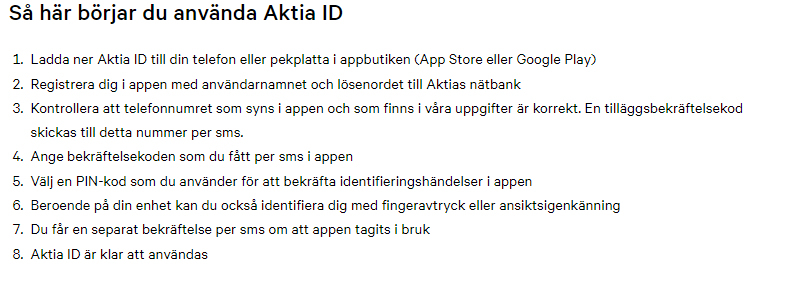 Så här börjar du använda Aktia ID
1. Ladda ner Aktia ID till din telefon eller pekplatta i appbutiken (App Store eller Google Play)
2. Registrera dig i appen med användarnamnet och lösenordet till Aktias nätbank
3. Kontrollera att telefonnumret som syns i appen och som finns i våra uppgifter är korrekt. En tilläggsbekräftelsekod
skickas till detta nummer per sms.
4. Ange bekräftelsekoden som du fått per sms i appen
5. Välj en PIN-kod som du använder för att bekräfta identifieringshändelser i appen
6. Beroende på din enhet kan du också identifiera dig med fingeravtryck eller ansiktsigenkänning
7. Du får en separat bekräftelse per sms om att appen tagits i bruk
8. Aktia ID är klar att användas